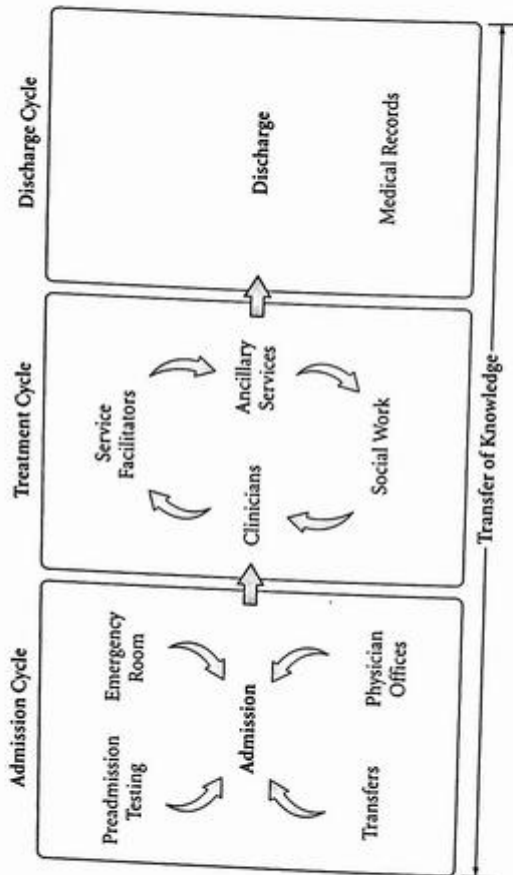 Admission Cycle
Preadmission
Testing
Emergency
Room
Admission
Transfers
Physician
Offices
Treatment Cycle
Service
Facilitators
Clinicians
Ancillary
Services
Social Work
Discharge Cycle
Discharge
Medical Records
Transfer of Knowledge